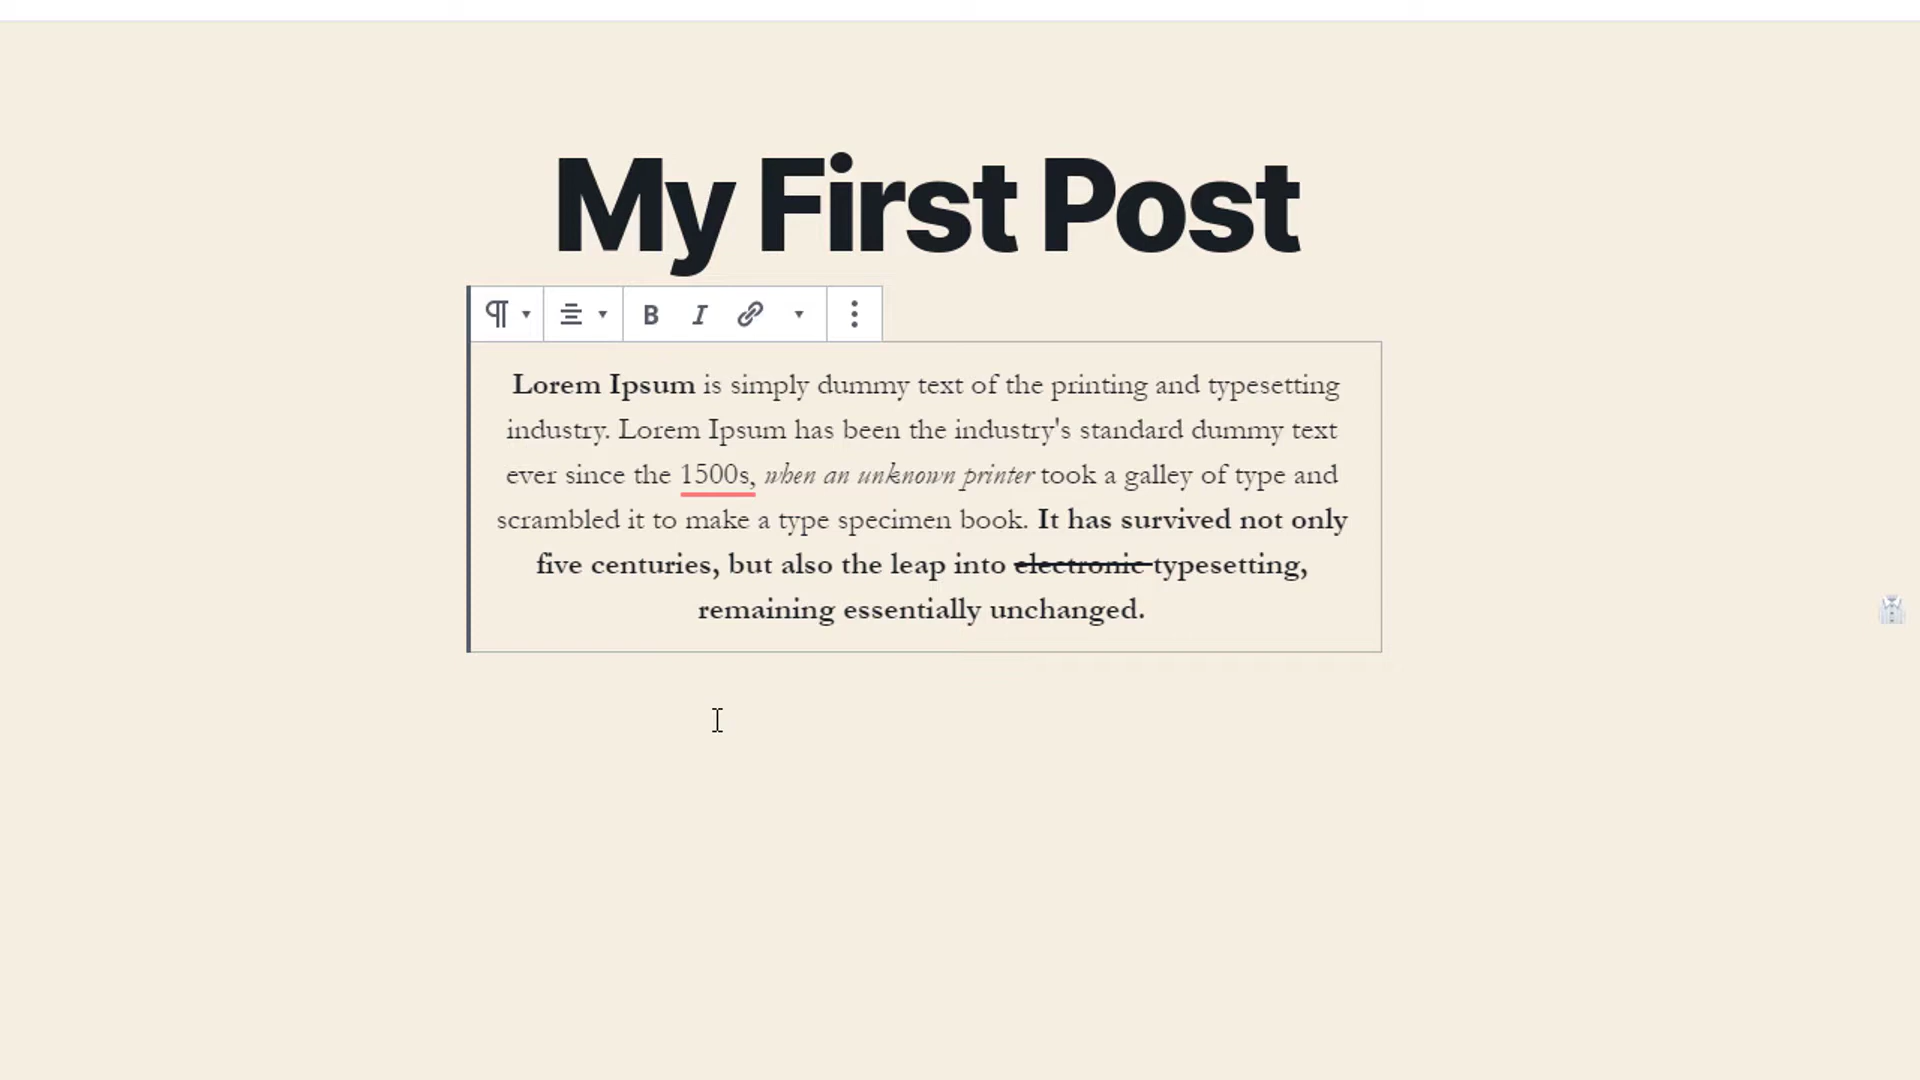 My First Post
B I
Lorem Ipsum is simply dummy text of the printing and typesetting
industry. Lorem Ipsum has been the industry's standard dummy text
ever since the 1500s, when an unknown printer took a galley of type and
scrambled it to make a type specimen book. It has survived not only
five centuries, but also the leap into electronic typesetting,
remaining essentially unchanged.